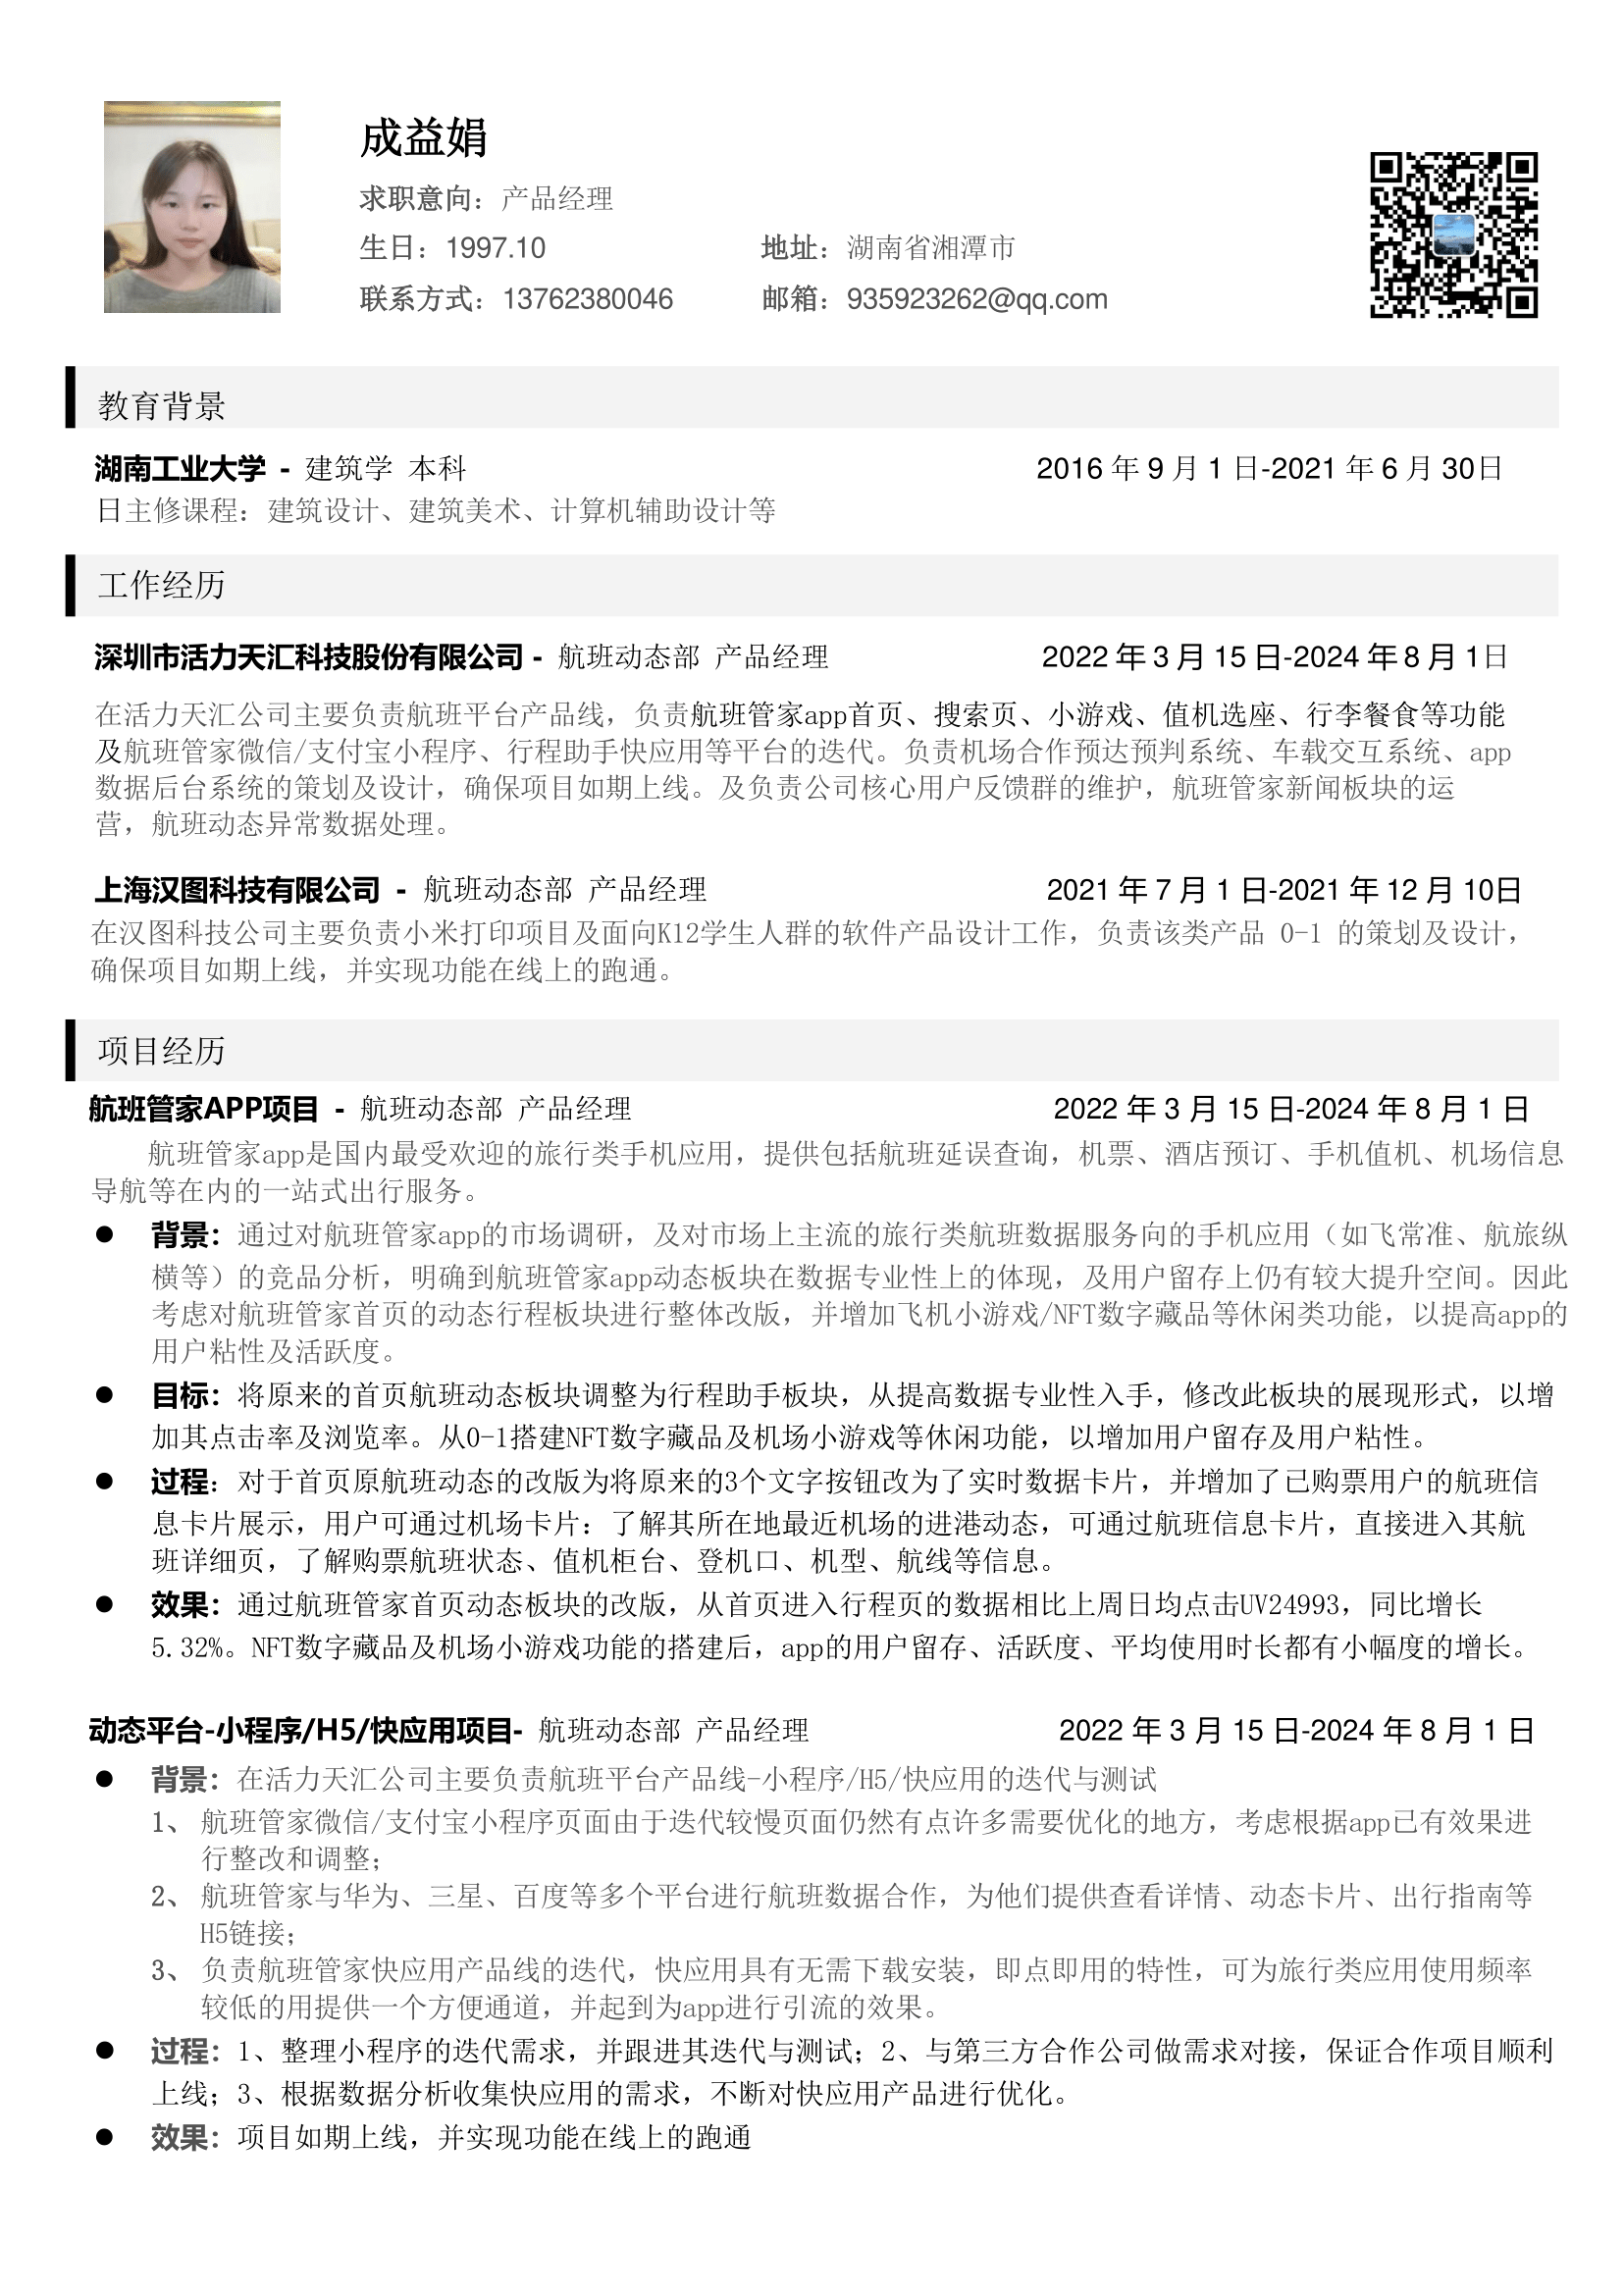 成益娟
求职意向：产品经理
生日：1997.10 地址：湖南省湘潭市
联系方式：13762380046 邮箱：935923262@qq.com
教育背景
湖南工业大学 - 建筑学 本科 2016 年 9 月 1 日-2021 年 6 月 30日
日主修课程：建筑设计、建筑美术、计算机辅助设计等
工作经历
深圳市活力天汇科技股份有限公司 - 航班动态部 产品经理 2022 年 3 月 15 日-2024 年 8 月 1日
在活力天汇公司主要负责航班平台产品线，负责航班管家app首页、搜索页、小游戏、值机选座、行李餐食等功能
及航班管家微信/支付宝小程序、行程助手快应用等平台的迭代。负责机场合作预达预判系统、车载交互系统、app
数据后台系统的策划及设计，确保项目如期上线。及负责公司核心用户反馈群的维护，航班管家新闻板块的运
营，航班动态异常数据处理。
上海汉图科技有限公司 - 航班动态部 产品经理 2021 年 7 月 1 日-2021 年 12 月 10日
在汉图科技公司主要负责小米打印项目及面向K12学生人群的软件产品设计工作，负责该类产品 0-1 的策划及设计，
确保项目如期上线，并实现功能在线上的跑通。
项目经历
航班管家APP项目 - 航班动态部 产品经理 2022 年 3 月 15 日-2024 年 8 月 1 日
航班管家app是国内最受欢迎的旅行类手机应用，提供包括航班延误查询，机票、酒店预订、手机值机、机场信息
导航等在内的一站式出行服务。
● 背景：通过对航班管家app的市场调研，及对市场上主流的旅行类航班数据服务向的手机应用（如飞常准、航旅纵
横等）的竞品分析，明确到航班管家app动态板块在数据专业性上的体现，及用户留存上仍有较大提升空间。因此
考虑对航班管家首页的动态行程板块进行整体改版，并增加飞机小游戏/NFT数字藏品等休闲类功能，以提高app的
用户粘性及活跃度。
● 目标：将原来的首页航班动态板块调整为行程助手板块，从提高数据专业性入手，修改此板块的展现形式，以增
加其点击率及浏览率。从0-1搭建NFT数字藏品及机场小游戏等休闲功能，以增加用户留存及用户粘性。
● 过程：对于首页原航班动态的改版为将原来的3个文字按钮改为了实时数据卡片，并增加了已购票用户的航班信
息卡片展示，用户可通过机场卡片：了解其所在地最近机场的进港动态，可通过航班信息卡片，直接进入其航
班详细页，了解购票航班状态、值机柜台、登机口、机型、航线等信息。
● 效果：通过航班管家首页动态板块的改版，从首页进入行程页的数据相比上周日均点击UV24993，同比增长
5.32%。NFT数字藏品及机场小游戏功能的搭建后，app的用户留存、活跃度、平均使用时长都有小幅度的增长。
动态平台-小程序/H5/快应用项目- 航班动态部 产品经理 2022 年 3 月 15 日-2024 年 8 月 1 日
● 背景：在活力天汇公司主要负责航班平台产品线-小程序/H5/快应用的迭代与测试
1、 航班管家微信/支付宝小程序页面由于迭代较慢页面仍然有点许多需要优化的地方，考虑根据app已有效果进
行整改和调整；
2、 航班管家与华为、三星、百度等多个平台进行航班数据合作，为他们提供查看详情、动态卡片、出行指南等
H5链接；
3、 负责航班管家快应用产品线的迭代，快应用具有无需下载安装，即点即用的特性，可为旅行类应用使用频率
较低的用提供一个方便通道，并起到为app进行引流的效果。
● 过程：1、整理小程序的迭代需求，并跟进其迭代与测试；2、与第三方合作公司做需求对接，保证合作项目顺利
上线；3、根据数据分析收集快应用的需求，不断对快应用产品进行优化。
● 效果：项目如期上线，并实现功能在线上的跑通